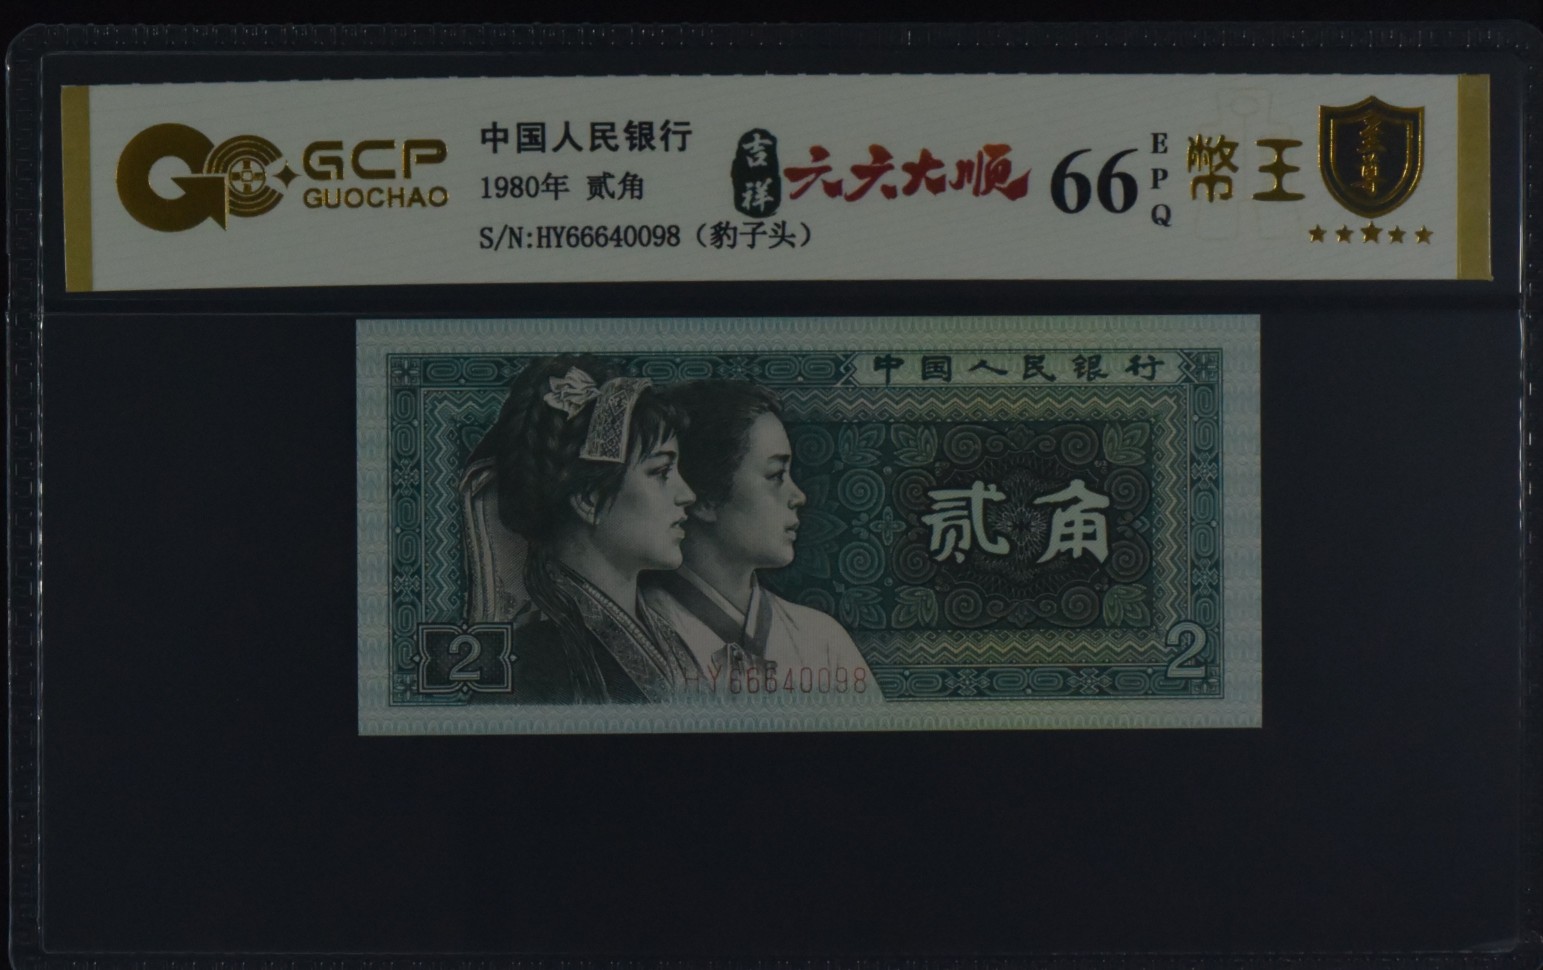 GCP
GUOCHAO
中国人民银行
1980年 贰角
S/N:HY66640098（豹子头）
吉祥
六六大顺
66
EPQ
幣王
中国人民银行
贰角
2
2
HY66640098